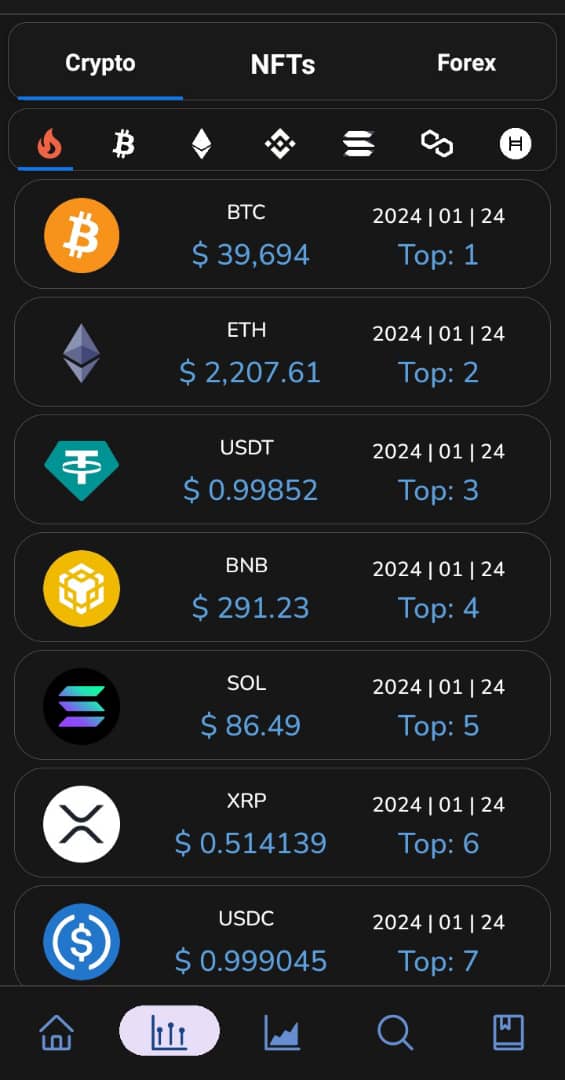 Crypto NFTs Forex
BTC 2024 | 01 | 24
$ 39,694 Top: 1
ETH 2024 | 01 | 24
$ 2,207.61 Top: 2
USDT 2024 | 01 | 24
$ 0.99852 Top: 3
BNB 2024 | 01 | 24
$ 291.23 Top: 4
SOL 2024 | 01 | 24
$ 86.49 Top: 5
XRP 2024 | 01 | 24
$ 0.514139 Top: 6
USDC 2024 | 01 | 24
$ 0.999045 Top: 7